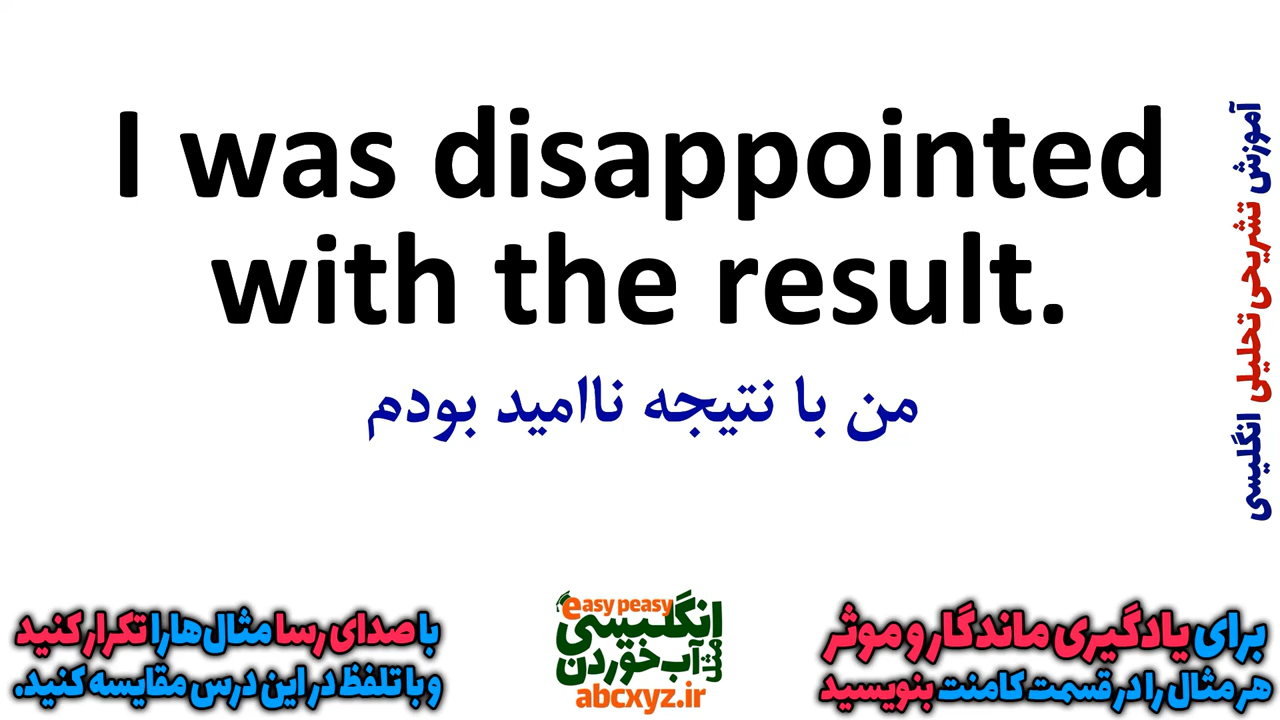 I was disappointed
with the result.
من با نتیجه ناامید بودم
آموزش تشریحی تحلیلی انگلیسی
برای یادگیری ماندگار و موثر
هر مثال را در قسمت کامنت بنویسید
easy peasy
انگلیسی
مثل
آب خوردن
abcxyz.ir
با صدای رسا مثال‌ها را تکرار کنید
و با تلفظ در این درس مقایسه کنید.